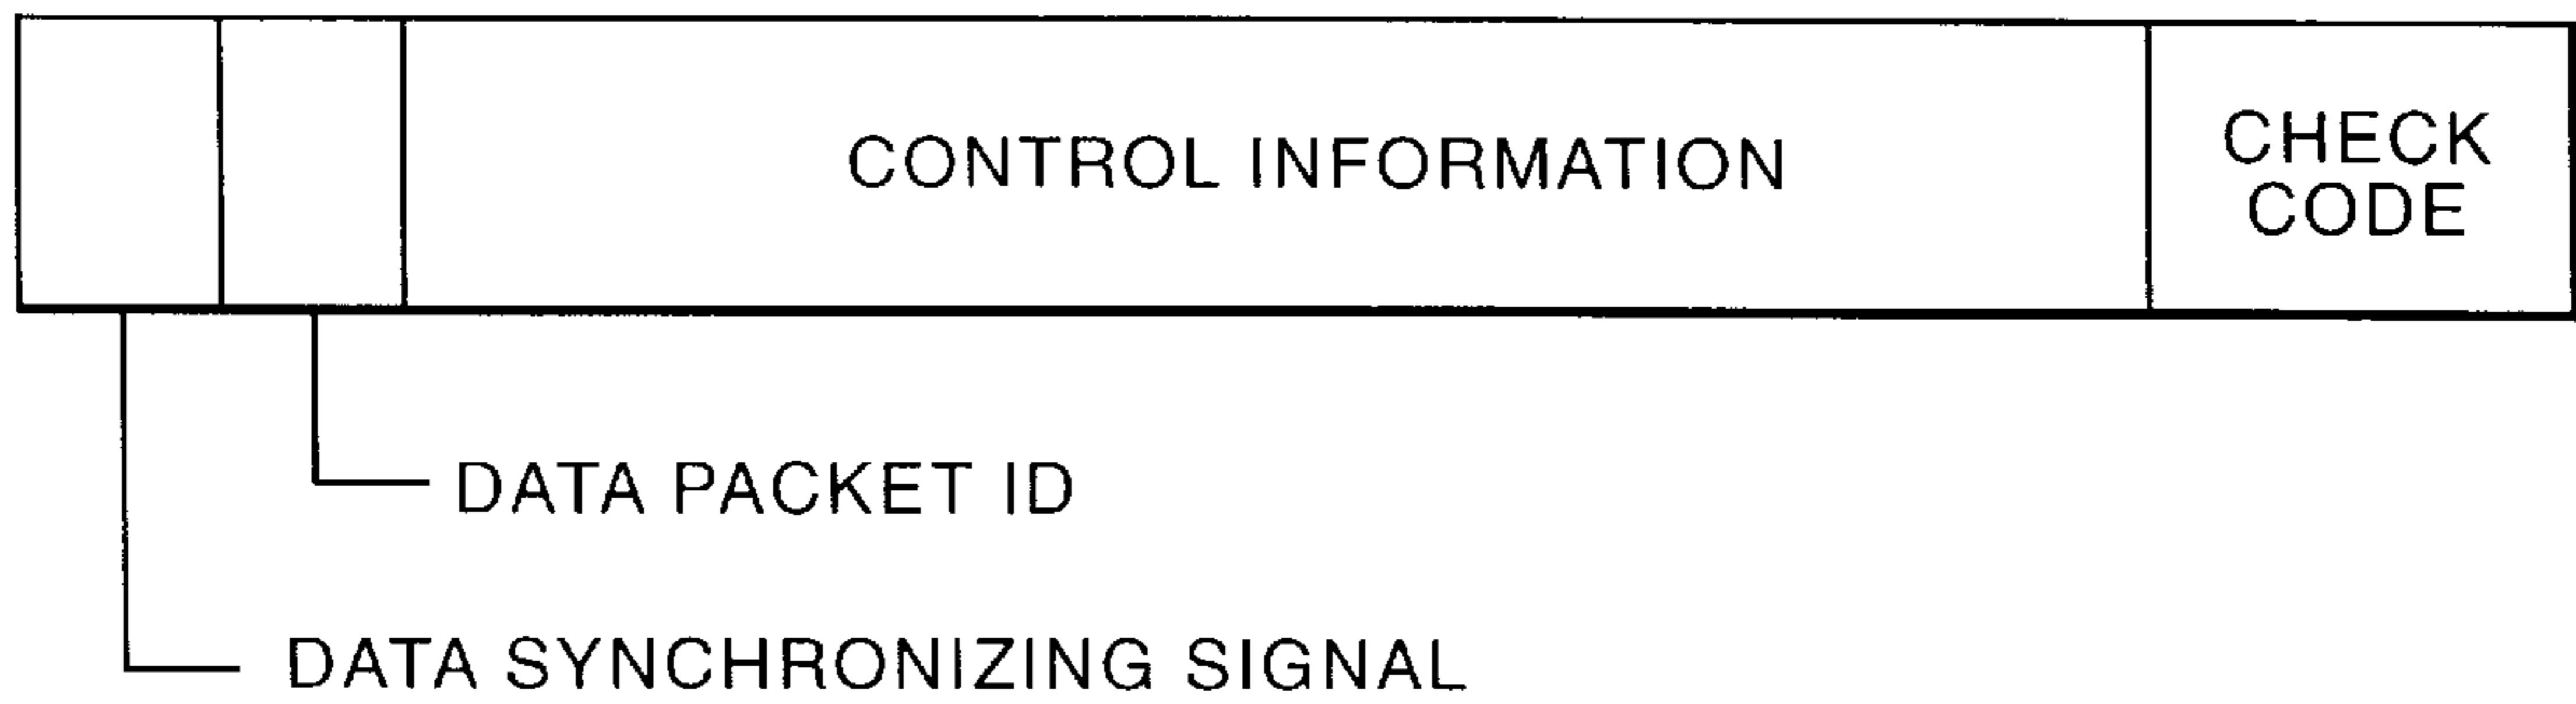 CONTROL INFORMATION
CHECK
CODE
DATA PACKET ID
DATA SYNCHRONIZING SIGNAL